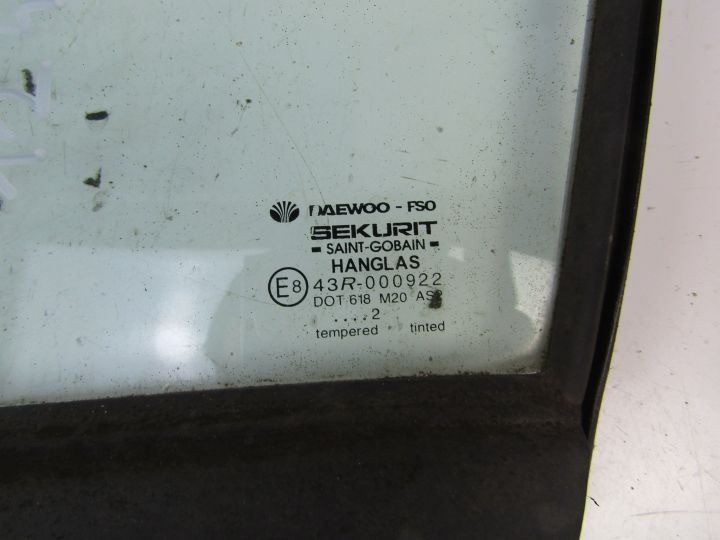 DAEWOO - FSO
SEKURIT
SAINT-GOBAIN
HANGLAS
E8 43R-000922
DOT 618 M20
....2
tempered tinted